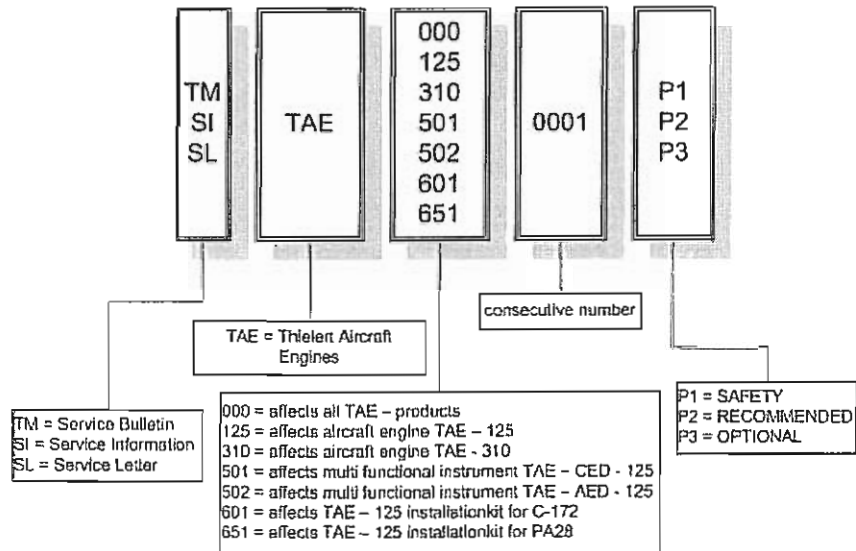 TM
SI
SL
TAE
000
125
310
501
502
601
651
0001
P1
P2
P3
consecutive number
TAE = Thielert Aircraft
Engines
TM = Service Bulletin
SI = Service Information
SL = Service Letter
000 = affects all TAE – products
125 = affects aircraft engine TAE – 125
310 = affects aircraft engine TAE - 310
501 = affects multi functional instrument TAE – CED - 125
502 = affects multi functional instrument TAE – AED - 125
601 = affects TAE – 125 installationkit for C-172
651 = affects TAE – 125 installationkit for PA28
P1 = SAFETY
P2 = RECOMMENDED
P3 = OPTIONAL